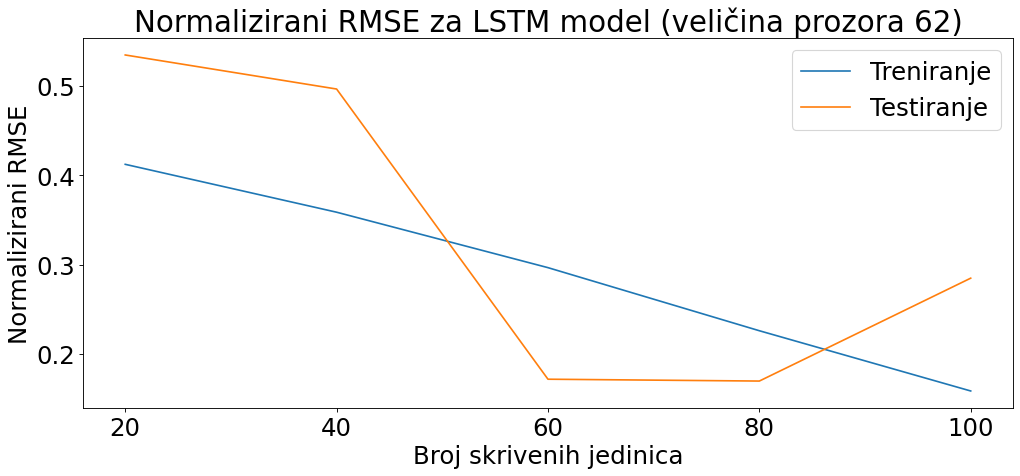 Normalizirani RMSE za LSTM model (veličina prozora 62)
Treniranje
Testiranje
Normalizirani RMSE
0.5
0.4
0.3
0.2
20 40 60 80 100
Broj skrivenih jedinica